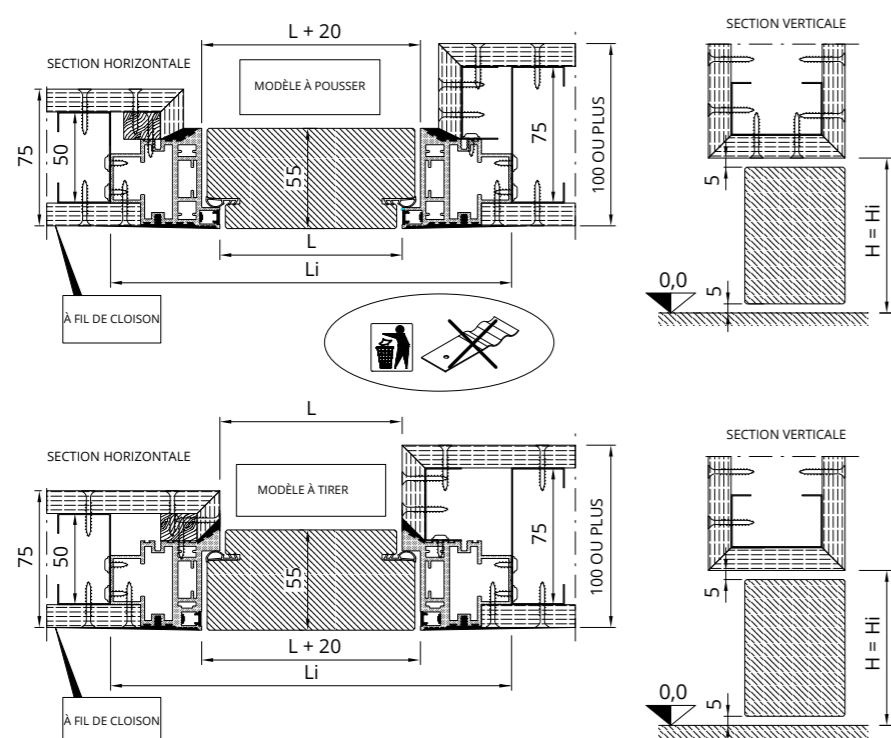 L + 20
SECTION HORIZONTALE
MODÈLE À POUSSER
75
50
55
75
100 OU PLUS
L
Li
À FIL DE CLOISON
SECTION VERTICALE
5
H = Hi
5
0,0
L
SECTION HORIZONTALE
MODÈLE À TIRER
75
50
55
75
100 OU PLUS
L + 20
Li
À FIL DE CLOISON
SECTION VERTICALE
5
H = Hi
5
0,0